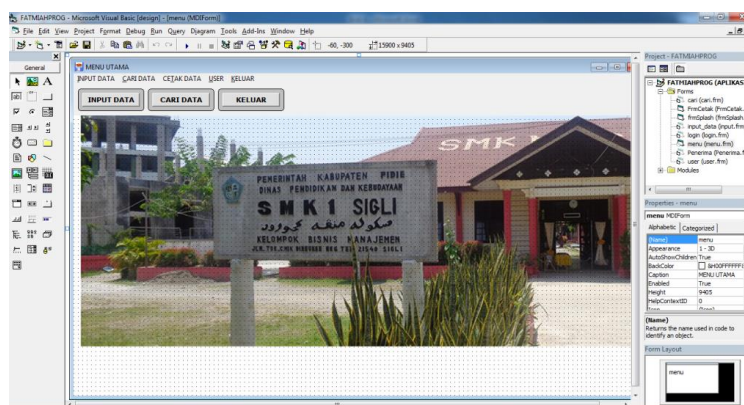 FATMIAHPROG - Microsoft Visual Basic [design] - [menu (MDIForm)]
File Edit View Project Format Debug Run Query Diagram Tools Add-Ins Window Help
-60, -300
15900 x 9405
General
MENU UTAMA
INPUT DATA CARI DATA CETAK DATA USER KELUAR
INPUT DATA CARI DATA KELUAR
SMK
PEMERINTAH KABUPATEN PIDIE
DINAS PENDIDIKAN DAN KEBUDAYAAN
SMK 1 SIGLI
KELOMPOK BISNIS MANAJEMEN
SIGLI
Project - FATMIAHPROG
FATMIAHPROG (APLIKAS
Forms
cari (cari.frm)
FrmCetak (FrmCetak.
frmSplash (frmSplash.
input_data (input.frm
login (login.frm)
menu (menu.frm)
Penerima (Penerima.f
user (user.frm)
Modules
Properties - menu
menu MDIForm
Alphabetic Categorized
(Name) menu
Appearance 1 - 3D
AutoShowChildren True
BackColor &H00FFFFFF&
Caption MENU UTAMA
Enabled True
Height 9405
HelpContextID 0
(Name)
Returns the name used in code to
identify an object.
Form Layout
menu